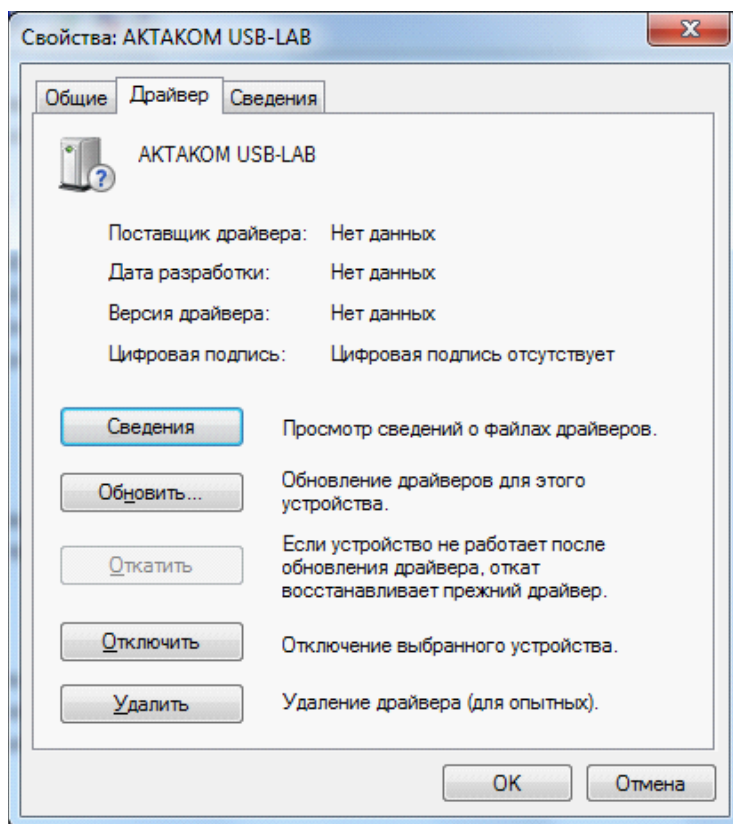 Свойства: AKTAKOM USB-LAB
Общие Драйвер Сведения
AKTAKOM USB-LAB
Поставщик драйвера: Нет данных
Дата разработки: Нет данных
Версия драйвера: Нет данных
Цифровая подпись: Цифровая подпись отсутствует
Сведения
Просмотр сведений о файлах драйверов.
Обновить...
Обновление драйверов для этого
устройства.
Откатить
Если устройство не работает после
обновления драйвера, откат
восстанавливает прежний драйвер.
Отключить
Отключение выбранного устройства.
Удалить
Удаление драйвера (для опытных).
ОК Отмена